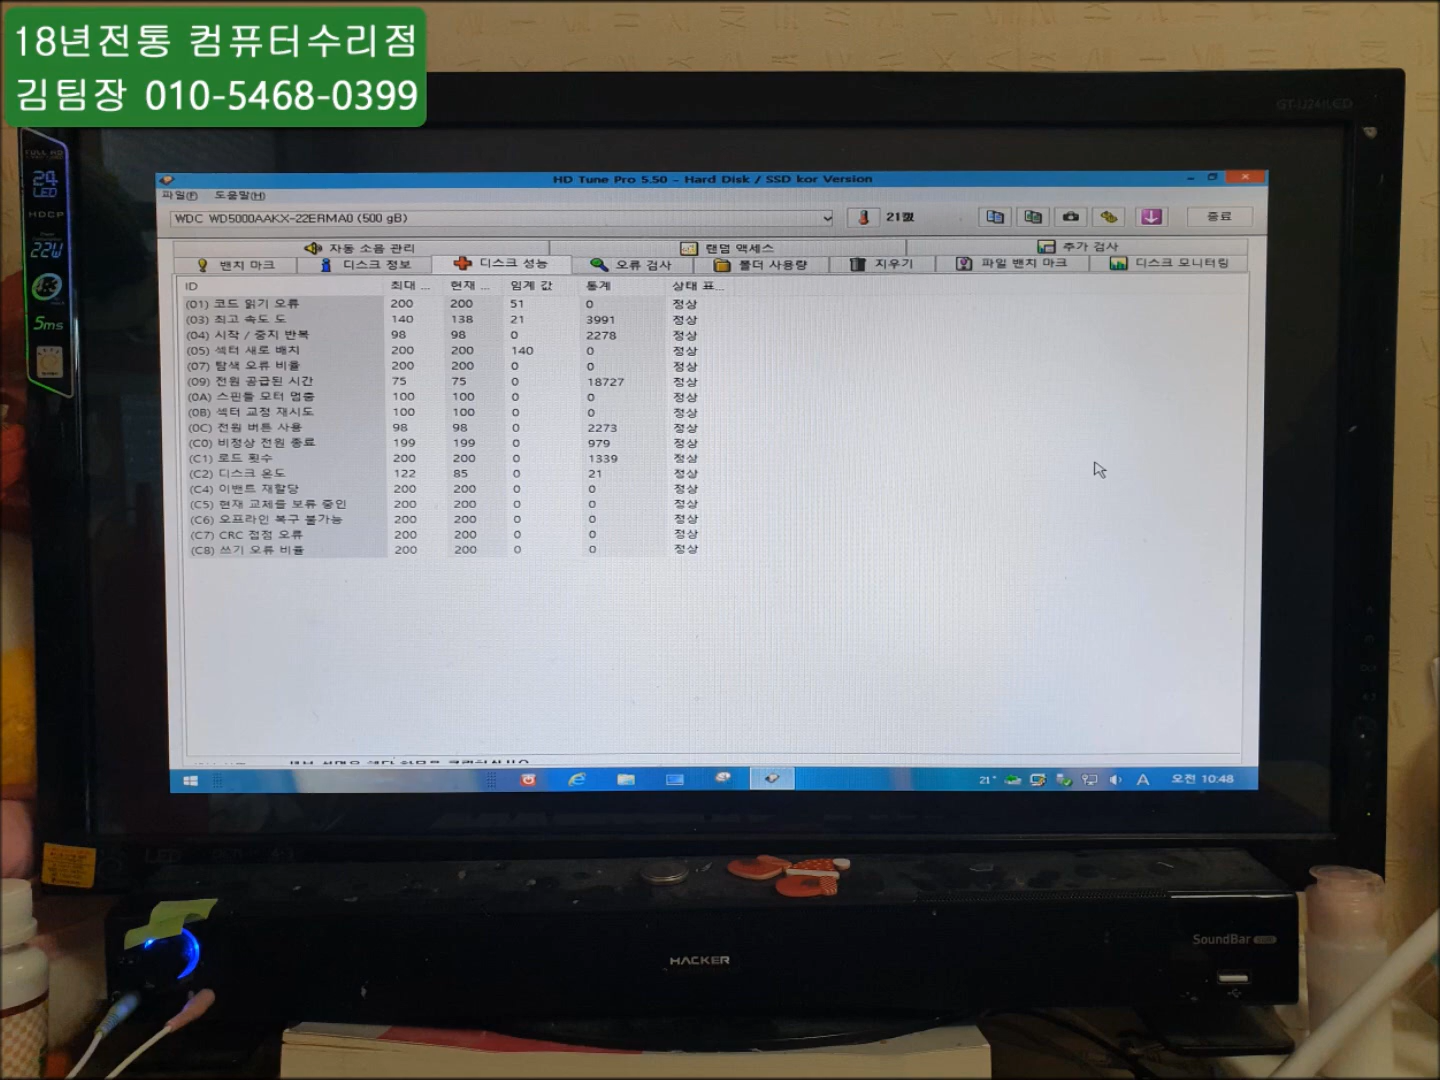 18년전통 컴퓨터수리점
김팀장 010-5468-0399
GT-U24iLED
FULL HD
24
LED
HDCP
22W
5ms
HD Tune Pro 5.50 - Hard Disk / SSD kor Version
파일(F) 도움말(H)
WDC WD5000AAKX-22ERMA0 (500 gB) 21껐 종료
자동 소음 관리 랜덤 액세스 추가 검사
벤치 마크 디스크 정보 디스크 성능 오류 검사 폴더 사용량 지우기 파일 벤치 마크 디스크 모니터링
ID 최대 ... 현재 ... 임계 값 통계 상태 표...
(01) 코드 읽기 오류 200 200 51 0 정상
(03) 최고 속도 도 140 138 21 3991 정상
(04) 시작 / 중지 반복 98 98 0 2278 정상
(05) 섹터 새로 배치 200 200 140 0 정상
(07) 탐색 오류 비율 200 200 0 0 정상
(09) 전원 공급된 시간 75 75 0 18727 정상
(0A) 스핀들 모터 멈춤 100 100 0 0 정상
(0B) 섹터 교정 재시도 100 100 0 0 정상
(0C) 전원 버튼 사용 98 98 0 2273 정상
(C0) 비정상 전원 종료 199 199 0 979 정상
(C1) 로드 횟수 200 200 0 1339 정상
(C2) 디스크 온도 122 85 0 21 정상
(C4) 이벤트 재할당 200 200 0 0 정상
(C5) 현재 교체를 보류 중인 200 200 0 0 정상
(C6) 오프라인 복구 불가능 200 200 0 0 정상
(C7) CRC 점점 오류 200 200 0 0 정상
(C8) 쓰기 오류 비율 200 200 0 0 정상
21° A 오전 10:48
LED
HACKER
SoundBar